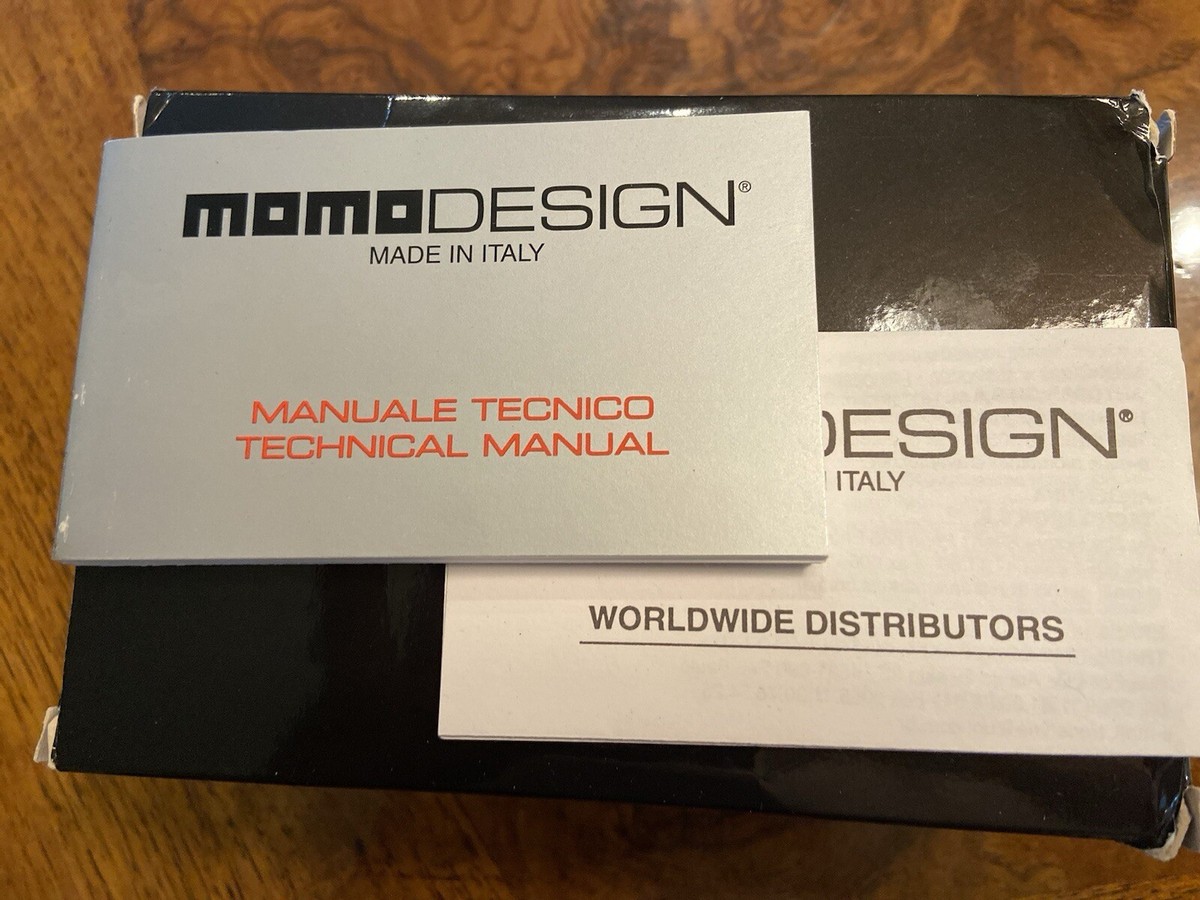 momoDESIGN®
MADE IN ITALY
MANUALE TECNICO
TECHNICAL MANUAL
DESIGN®
ITALY
WORLDWIDE DISTRIBUTORS